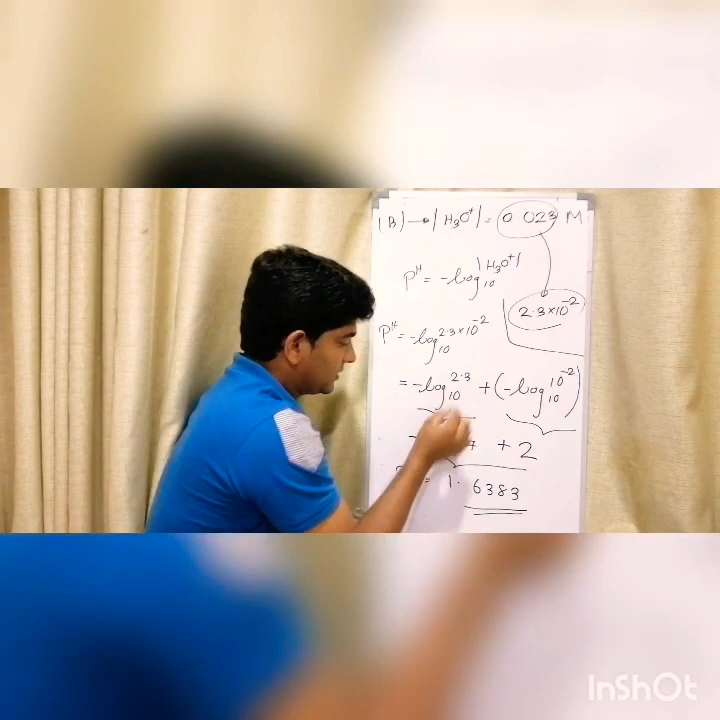 (B) → |H₃O⁺| = 0.023 M
Pᴴ = -log₁₀|H₃O⁺|
2.3×10⁻²
Pᴴ = -log₁₀ 2.3×10⁻²
= -log₁₀ 2.3 + (-log₁₀ 10⁻²)
+ 2
= 1.6383
InShOt